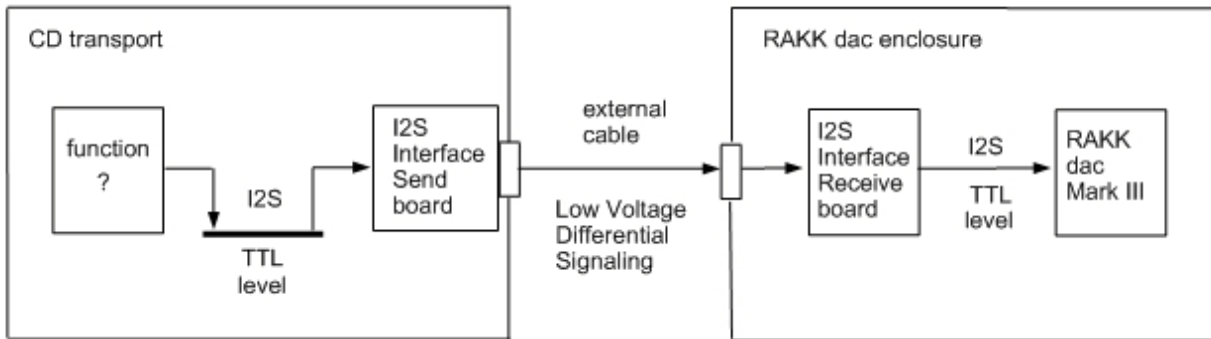 CD transport
function
?
I2S
TTL
level
I2S
Interface
Send
board
external
cable
Low Voltage
Differential
Signaling
RAKK dac enclosure
I2S
Interface
Receive
board
I2S
TTL
level
RAKK
dac
Mark III